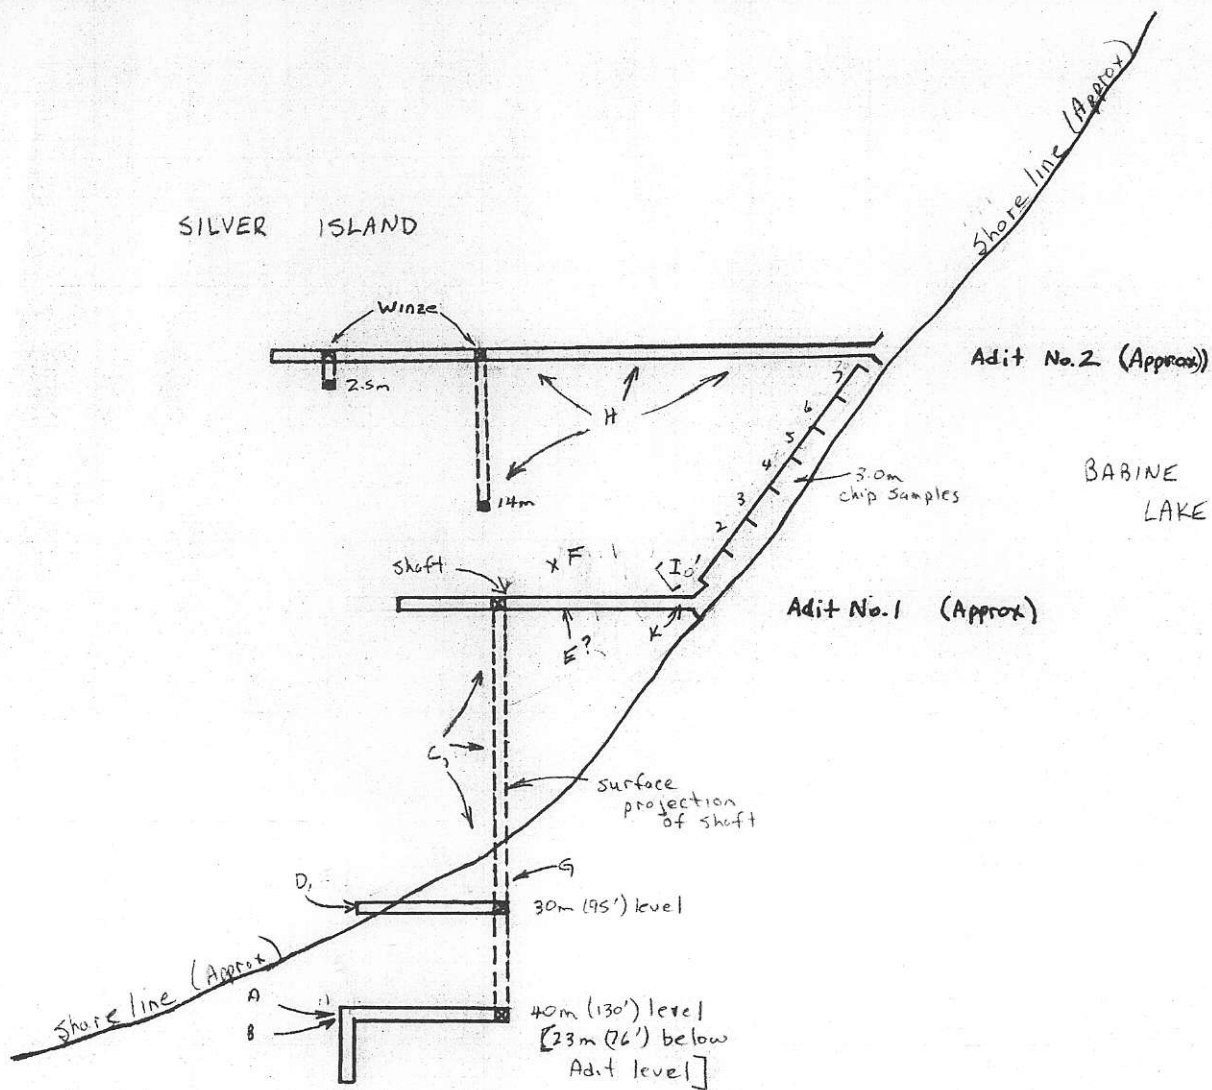 Shore line (Approx)
SILVER ISLAND
Winze
Adit No.2 (Approx))
2.5m
H
7
6
5
4
3
2
3.0m
chip samples
BABINE
LAKE
14m
shaft
x F
I
Adit No.1 (Approx)
E?
K
C,
surface
projection
of shaft
G
D,
30m (95') level
Shore line (Approx)
A
B
40m (130') level
[23m (76') below
Adit level]